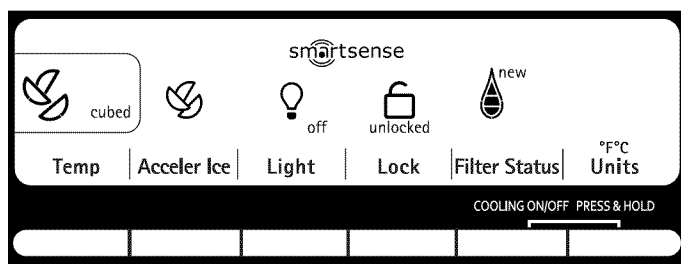 smartsense
new
cubed
off
unlocked
°F°C
Temp Acceler Ice Light Lock Filter Status Units
COOLING ON/OFF PRESS & HOLD